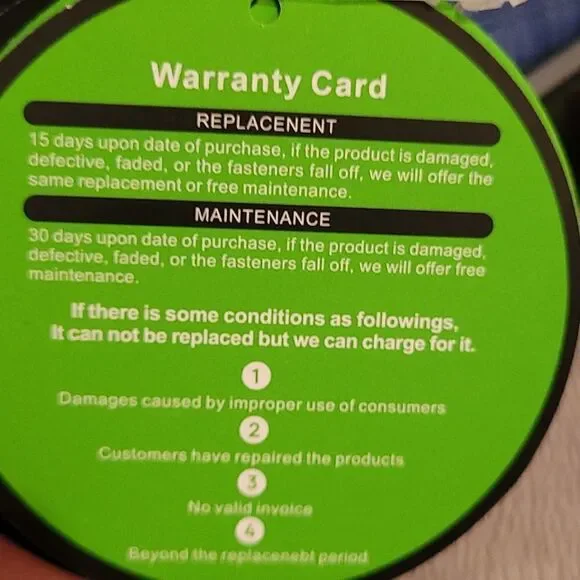 Warranty Card
REPLACENENT
15 days upon date of purchase, if the product is damaged,
defective, faded, or the fasteners fall off, we will offer the
same replacement or free maintenance.
MAINTENANCE
30 days upon date of purchase, if the product is damaged,
defective, faded, or the fasteners fall off, we will offer free
maintenance.
If there is some conditions as followings,
It can not be replaced but we can charge for it.
1
Damages caused by improper use of consumers
2
Customers have repaired the products
3
No valid invoice
4
Beyond the replacenebt period